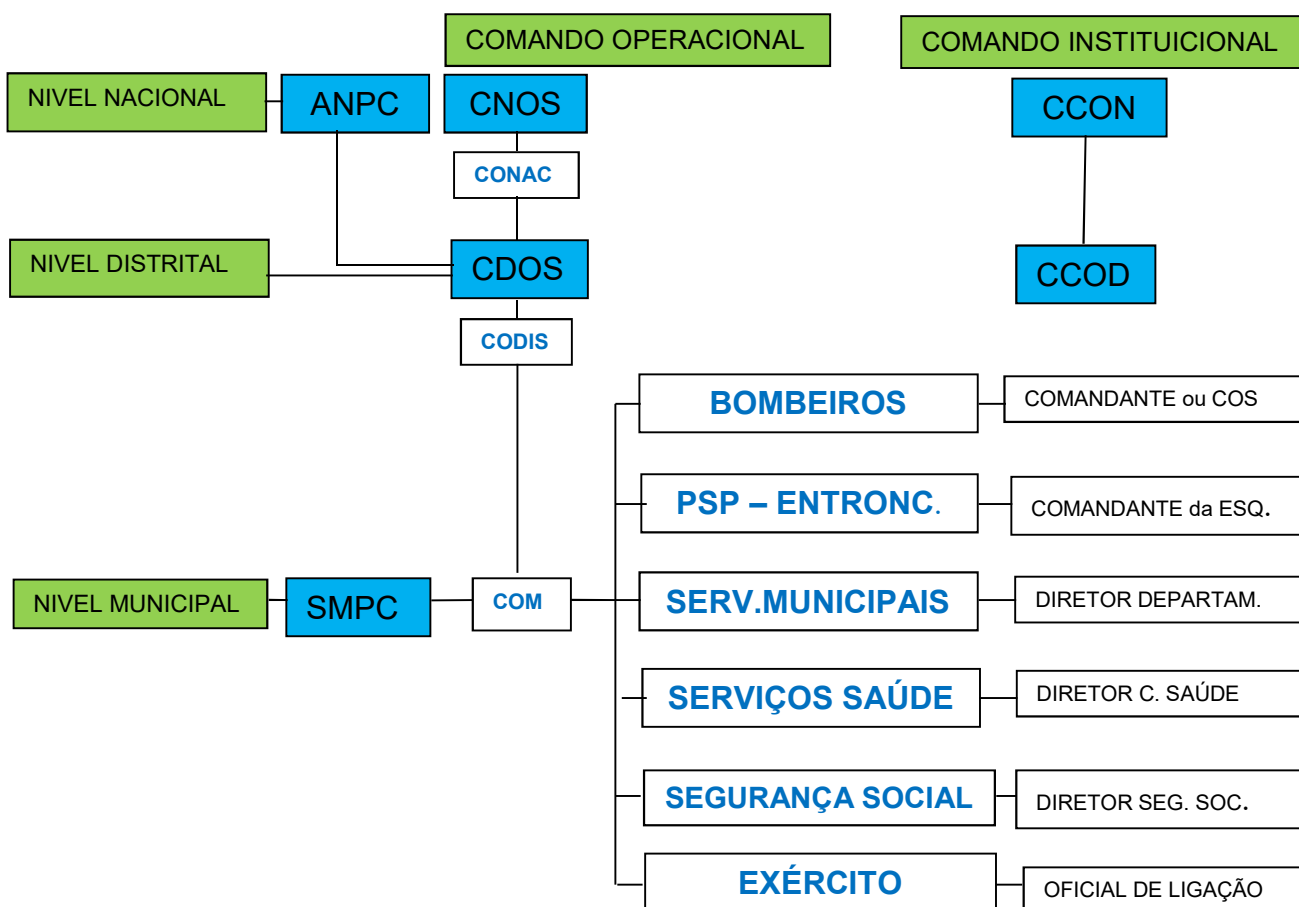 COMANDO OPERACIONAL
COMANDO INSTITUICIONAL
NIVEL NACIONAL
ANPC
CNOS
CCON
CONAC
NIVEL DISTRITAL
CDOS
CCOD
CODIS
BOMBEIROS
COMANDANTE ou COS
PSP – ENTRONC.
COMANDANTE da ESQ.
NIVEL MUNICIPAL
SMPC
COM
SERV.MUNICIPAIS
DIRETOR DEPARTAM.
SERVIÇOS SAÚDE
DIRETOR C. SAÚDE
SEGURANÇA SOCIAL
DIRETOR SEG. SOC.
EXÉRCITO
OFICIAL DE LIGAÇÃO